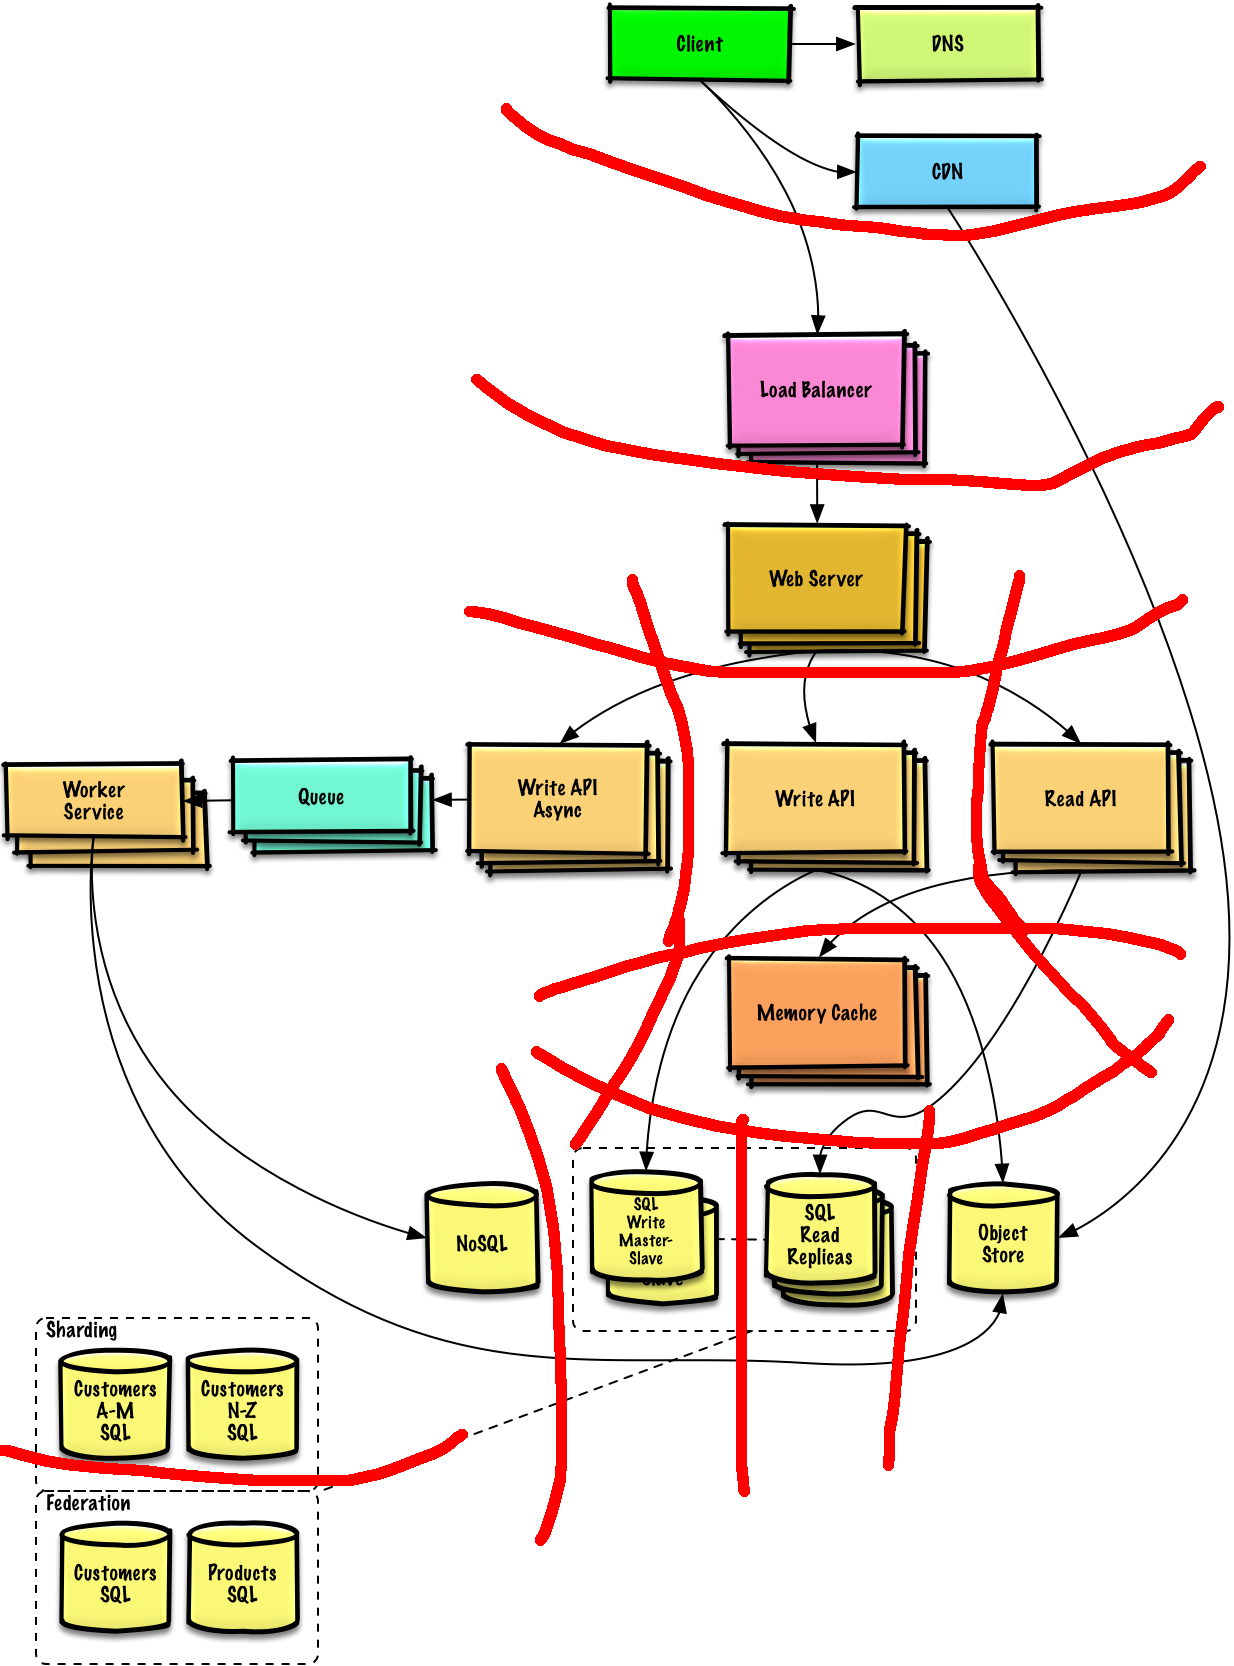 Client
DNS
CDN
Load Balancer
Web Server
Worker
Service
Queue
Write API
Async
Write API
Read API
Memory Cache
NoSQL
SQL
Write
Master-
Slave
Slave
SQL
Read
Replicas
Object
Store
Sharding
Customers
A-M
SQL
Customers
N-Z
SQL
Federation
Customers
SQL
Products
SQL